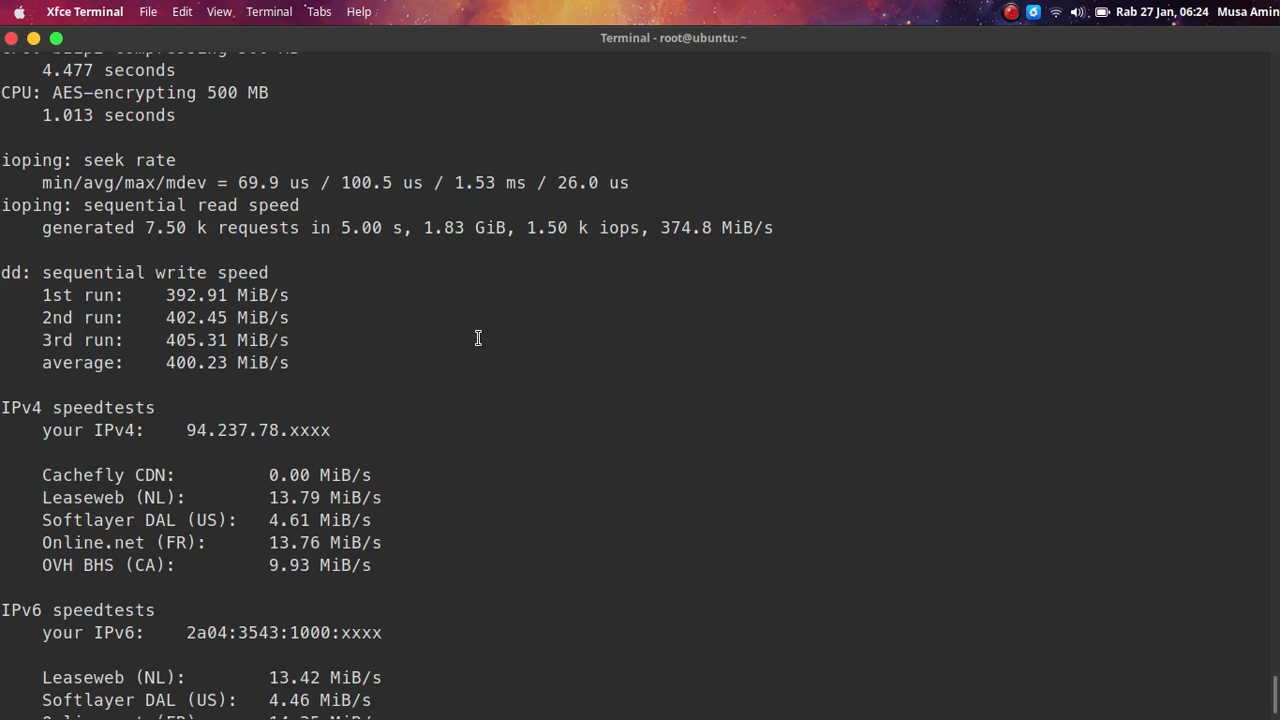 Xfce Terminal File Edit View Terminal Tabs Help Rab 27 Jan, 06:24 Musa Amin
Terminal - root@ubuntu: ~
4.477 seconds
CPU: AES-encrypting 500 MB
1.013 seconds
ioping: seek rate
min/avg/max/mdev = 69.9 us / 100.5 us / 1.53 ms / 26.0 us
ioping: sequential read speed
generated 7.50 k requests in 5.00 s, 1.83 GiB, 1.50 k iops, 374.8 MiB/s
dd: sequential write speed
1st run: 392.91 MiB/s
2nd run: 402.45 MiB/s
3rd run: 405.31 MiB/s
average: 400.23 MiB/s
IPv4 speedtests
your IPv4: 94.237.78.xxxx
Cachefly CDN: 0.00 MiB/s
Leaseweb (NL): 13.79 MiB/s
Softlayer DAL (US): 4.61 MiB/s
Online.net (FR): 13.76 MiB/s
OVH BHS (CA): 9.93 MiB/s
IPv6 speedtests
your IPv6: 2a04:3543:1000:xxxx
Leaseweb (NL): 13.42 MiB/s
Softlayer DAL (US): 4.46 MiB/s